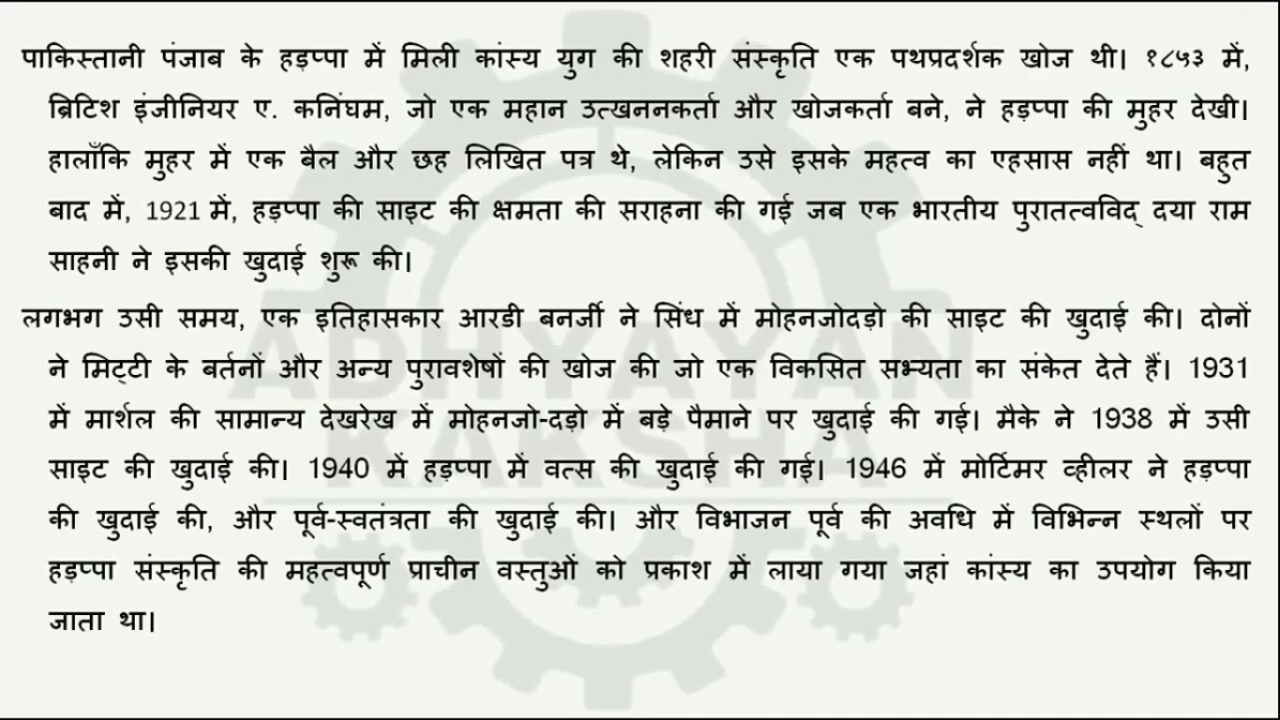 पाकिस्तानी पंजाब के हड़प्पा में मिली कांस्य युग की शहरी संस्कृति एक पथप्रदर्शक खोज थी। १८५३ में,
ब्रिटिश इंजीनियर ए. कनिंघम, जो एक महान उत्खननकर्ता और खोजकर्ता बने, ने हड़प्पा की मुहर देखी।
हालाँकि मुहर में एक बैल और छह लिखित पत्र थे, लेकिन उसे इसके महत्व का एहसास नहीं था। बहुत
बाद में, 1921 में, हड़प्पा की साइट की क्षमता की सराहना की गई जब एक भारतीय पुरातत्वविद् दया राम
साहनी ने इसकी खुदाई शुरू की।
लगभग उसी समय, एक इतिहासकार आरडी बनर्जी ने सिंध में मोहनजोदड़ो की साइट की खुदाई की। दोनों
ने मिट्टी के बर्तनों और अन्य पुरावशेषों की खोज की जो एक विकसित सभ्यता का संकेत देते हैं। 1931
में मार्शल की सामान्य देखरेख में मोहनजो-दड़ो में बड़े पैमाने पर खुदाई की गई। मैके ने 1938 में उसी
साइट की खुदाई की। 1940 में हड़प्पा में वत्स की खुदाई की गई। 1946 में मोर्टिमर व्हीलर ने हड़प्पा
की खुदाई की, और पूर्व-स्वतंत्रता की खुदाई की। और विभाजन पूर्व की अवधि में विभिन्न स्थलों पर
हड़प्पा संस्कृति की महत्वपूर्ण प्राचीन वस्तुओं को प्रकाश में लाया गया जहां कांस्य का उपयोग किया
जाता था।
ADHYAYAN
KAKSHA